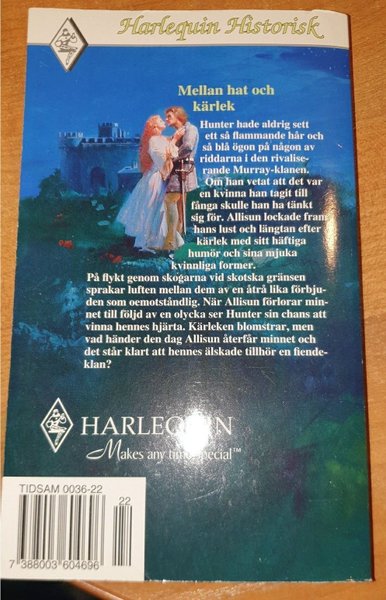 Harlequin Historisk
Mellan hat och
kärlek
Hunter hade aldrig sett
ett så flammande hår och
så blå ögon på någon av
riddarna i den rivalise-
rande Murray-klanen.
Om han vetat att det var
en kvinna han tagit till
fånga skulle han ha tänkt
sig för. Allisun lockade fram
hans lust och längtan efter
kärlek med sitt häftiga
humör och sina mjuka
kvinnliga former.
På flykt genom skogarna vid skotska gränsen
sprakar luften mellan dem av en åtrå lika förbju-
den som oemotståndlig. När Allisun förlorar min-
net till följd av en olycka ser Hunter sin chans att
vinna hennes hjärta. Kärleken blomstrar, men
vad händer den dag Allisun återfår minnet och
det står klart att hennes älskade tillhör en fiende-
klan?
HARLEQUIN
Makes any time special™
TIDSAM 0036-22
22
7 388003 604696